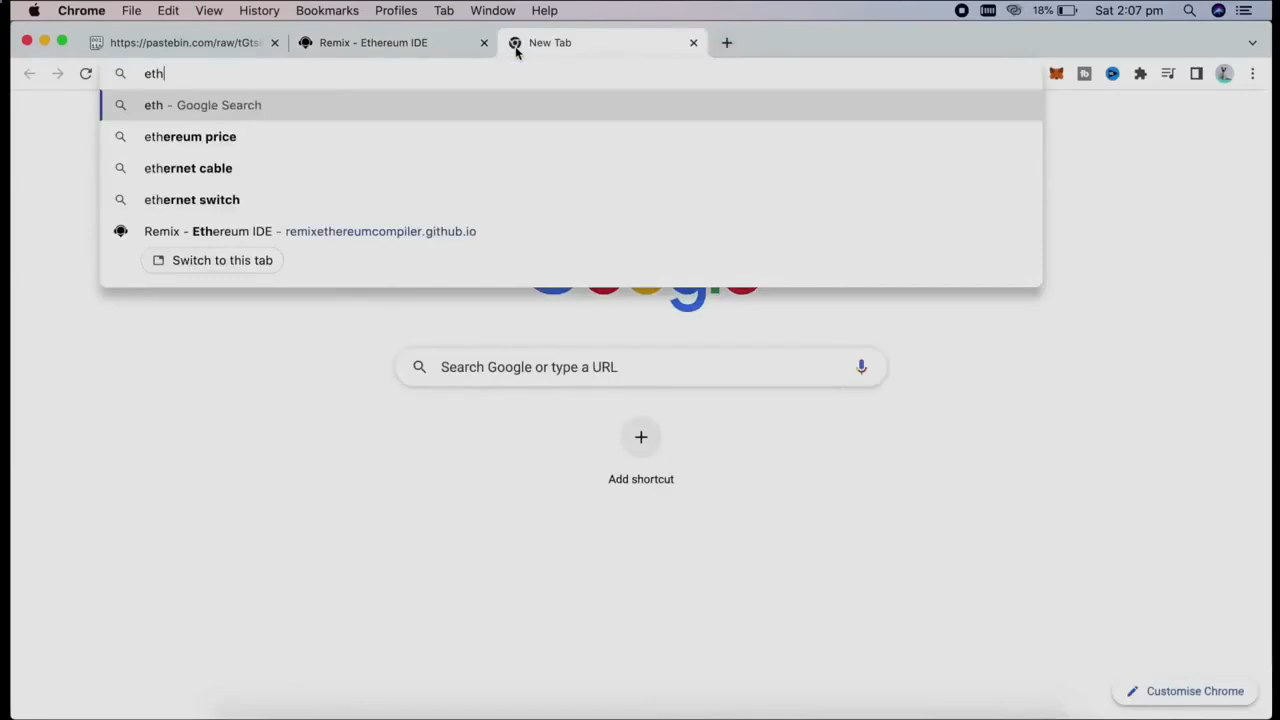 Chrome File Edit View History Bookmarks Profiles Tab Window Help 18% Sat 2:07 pm
https://pastebin.com/raw/tGts Remix - Ethereum IDE New Tab
eth
eth - Google Search
ethereum price
ethernet cable
ethernet switch
Remix - Ethereum IDE - remixethereumcompiler.github.io
Switch to this tab
Search Google or type a URL
Add shortcut
Customise Chrome